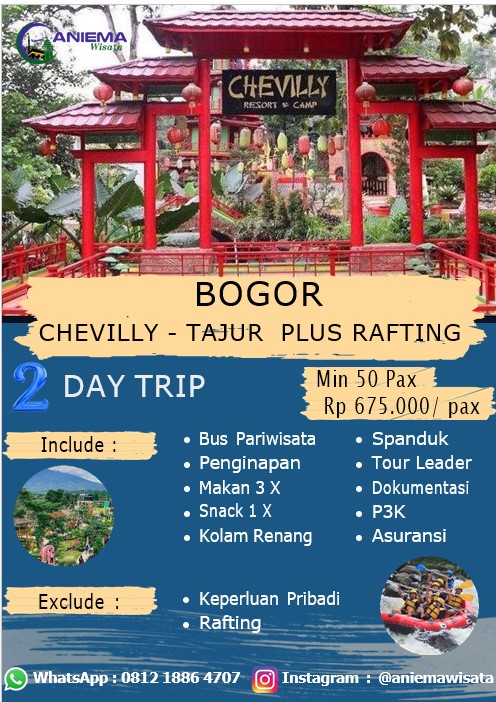 ANIEMA
Wisata
CHEVILLY
RESORT & CAMP
BOGOR
CHEVILLY - TAJUR PLUS RAFTING
2 DAY TRIP
Min 50 Pax
Rp 675.000/ pax
Include :
• Bus Pariwisata
• Penginapan
• Makan 3 X
• Snack 1 X
• Kolam Renang
• Spanduk
• Tour Leader
• Dokumentasi
• P3K
• Asuransi
Exclude :
• Keperluan Pribadi
• Rafting
WhatsApp : 0812 1886 4707
Instagram : @aniemawisata